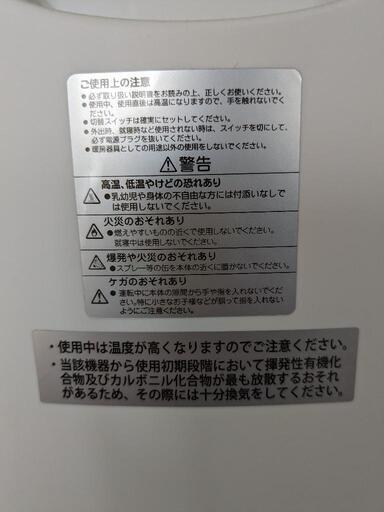 ご使用上の注意
●必ず取り扱い説明書をお読みの上、正しくお使いください。
●使用中、使用直後は高温になりますので、手を触れないでく
ださい。
●切替スイッチは確実にセットしてください。
●外出時、就寝時など使用されない時は、スイッチを切にして、
必ず電源プラグを抜いてください。
●暖房器具としての用途以外の使用をしないでください。
⚠警告
高温、低温やけどの恐れあり
●乳幼児や身体の不自由な方には付添いなしで
は使用しないでください。
火災のおそれあり
●燃えやすいものの近くで使用しないでください。
就寝中は使用しないでください。
爆発や火災のおそれあり
●スプレー等の缶を本体の近くに置かないでください。
ケガのおそれあり
●運転中に本体の隙間から手や指を入れないでく
ださい。特に小さなお子様などが誤って指を入れない
ようにご注意ください。
・使用中は温度が高くなりますのでご注意ください。
・当該機器から使用初期段階において揮発性有機化
合物及びカルボニル化合物が最も放散するおそれ
があるため、その際には十分換気をしてください。